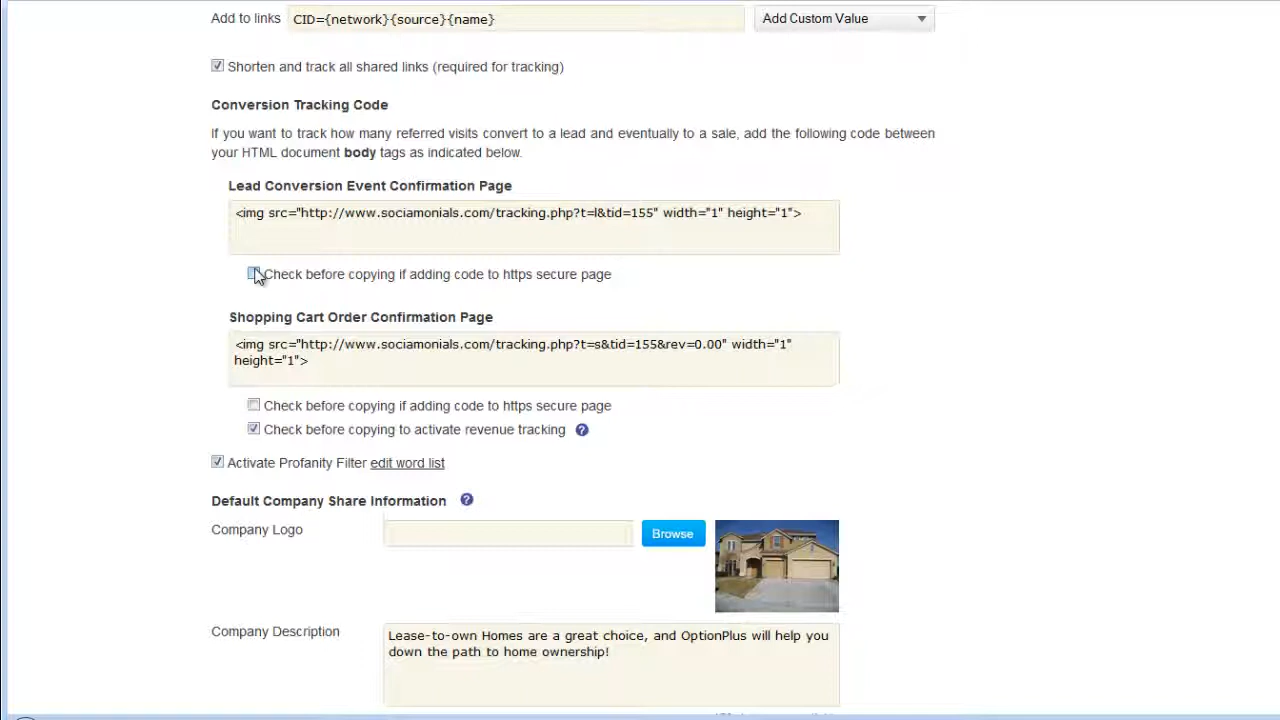 Add to links CID={network}{source}{name} Add Custom Value
Shorten and track all shared links (required for tracking)
Conversion Tracking Code
If you want to track how many referred visits convert to a lead and eventually to a sale, add the following code between
your HTML document body tags as indicated below.
Lead Conversion Event Confirmation Page
<img src="http://www.sociamonials.com/tracking.php?t=l&tid=155" width="1" height="1">
Check before copying if adding code to https secure page
Shopping Cart Order Confirmation Page
<img src="http://www.sociamonials.com/tracking.php?t=s&tid=155&rev=0.00" width="1"
height="1">
Check before copying if adding code to https secure page
Check before copying to activate revenue tracking ?
Activate Profanity Filter edit word list
Default Company Share Information ?
Company Logo Browse
Company Description
Lease-to-own Homes are a great choice, and OptionPlus will help you
down the path to home ownership!